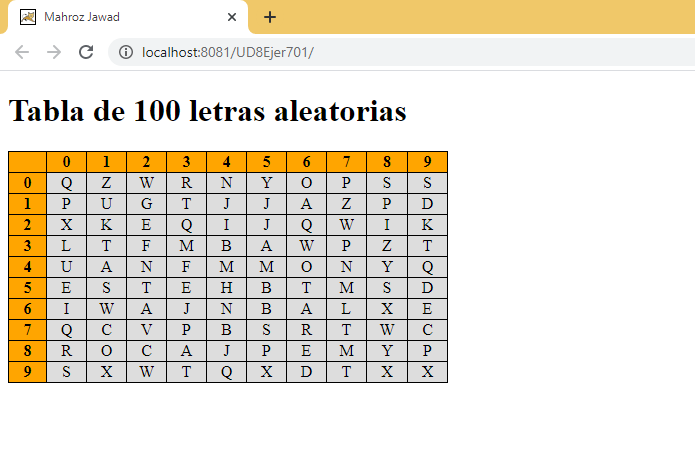 Mahroz Jawad
localhost:8081/UD8Ejer701/
Tabla de 100 letras aleatorias
0 1 2 3 4 5 6 7 8 9
0 Q Z W R N Y O P S S
1 P U G T J J A Z P D
2 X K E Q I J Q W I K
3 L T F M B A W P Z T
4 U A N F M M O N Y Q
5 E S T E H B T M S D
6 I W A J N B A L X E
7 Q C V P B S R T W C
8 R O C A J P E M Y P
9 S X W T Q X D T X X